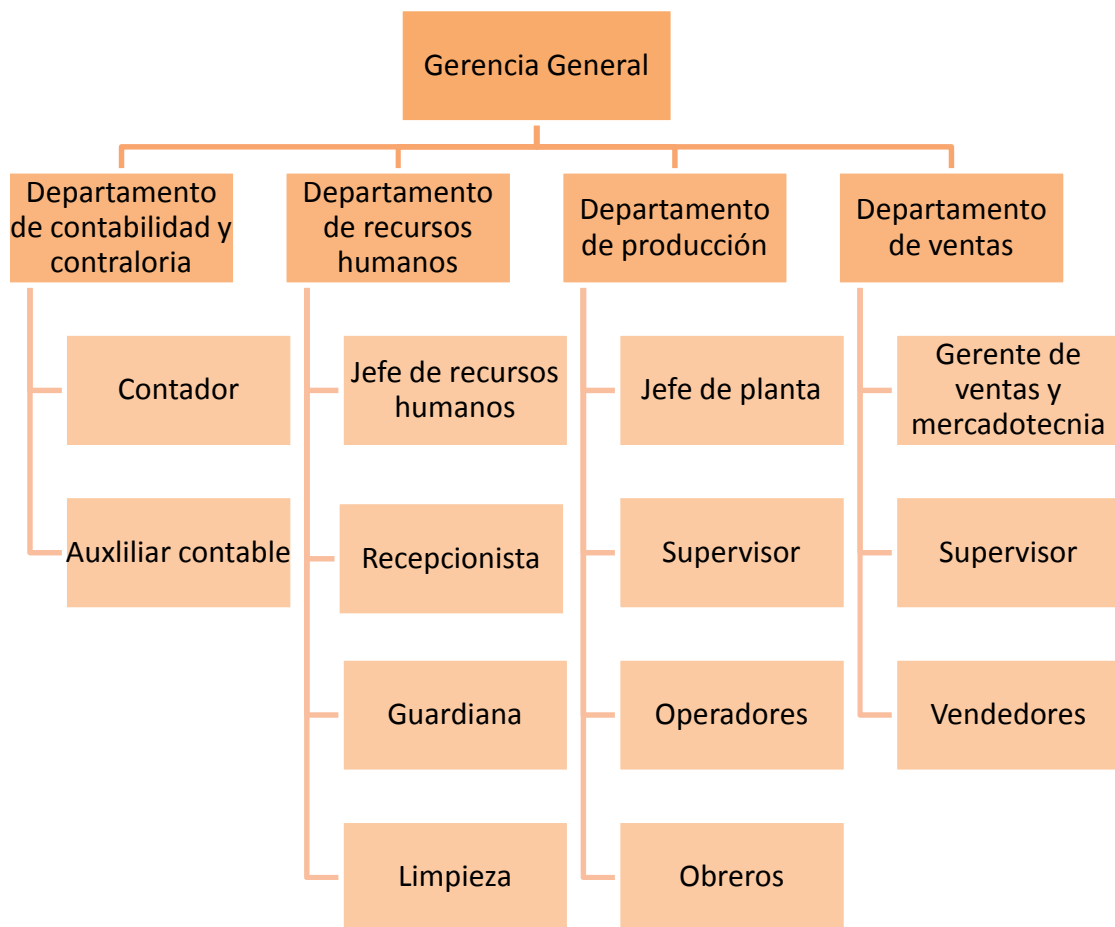 Gerencia General
Departamento
de contabilidad y
contraloria
Departamento
de recursos
humanos
Departamento
de producción
Departamento
de ventas
Contador
Auxliliar contable
Jefe de recursos
humanos
Recepcionista
Guardiana
Limpieza
Jefe de planta
Supervisor
Operadores
Obreros
Gerente de
ventas y
mercadotecnia
Supervisor
Vendedores